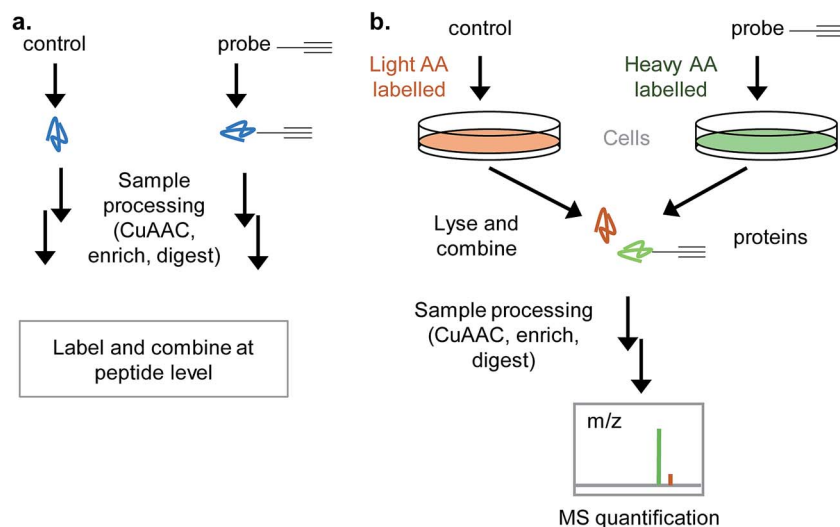 a.
control
probe
Sample
processing
(CuAAC,
enrich, digest)
Label and combine at
peptide level
b.
control
probe
Light AA
labelled
Heavy AA
labelled
Cells
Lyse and
combine
proteins
Sample processing
(CuAAC, enrich,
digest)
m/z
MS quantification